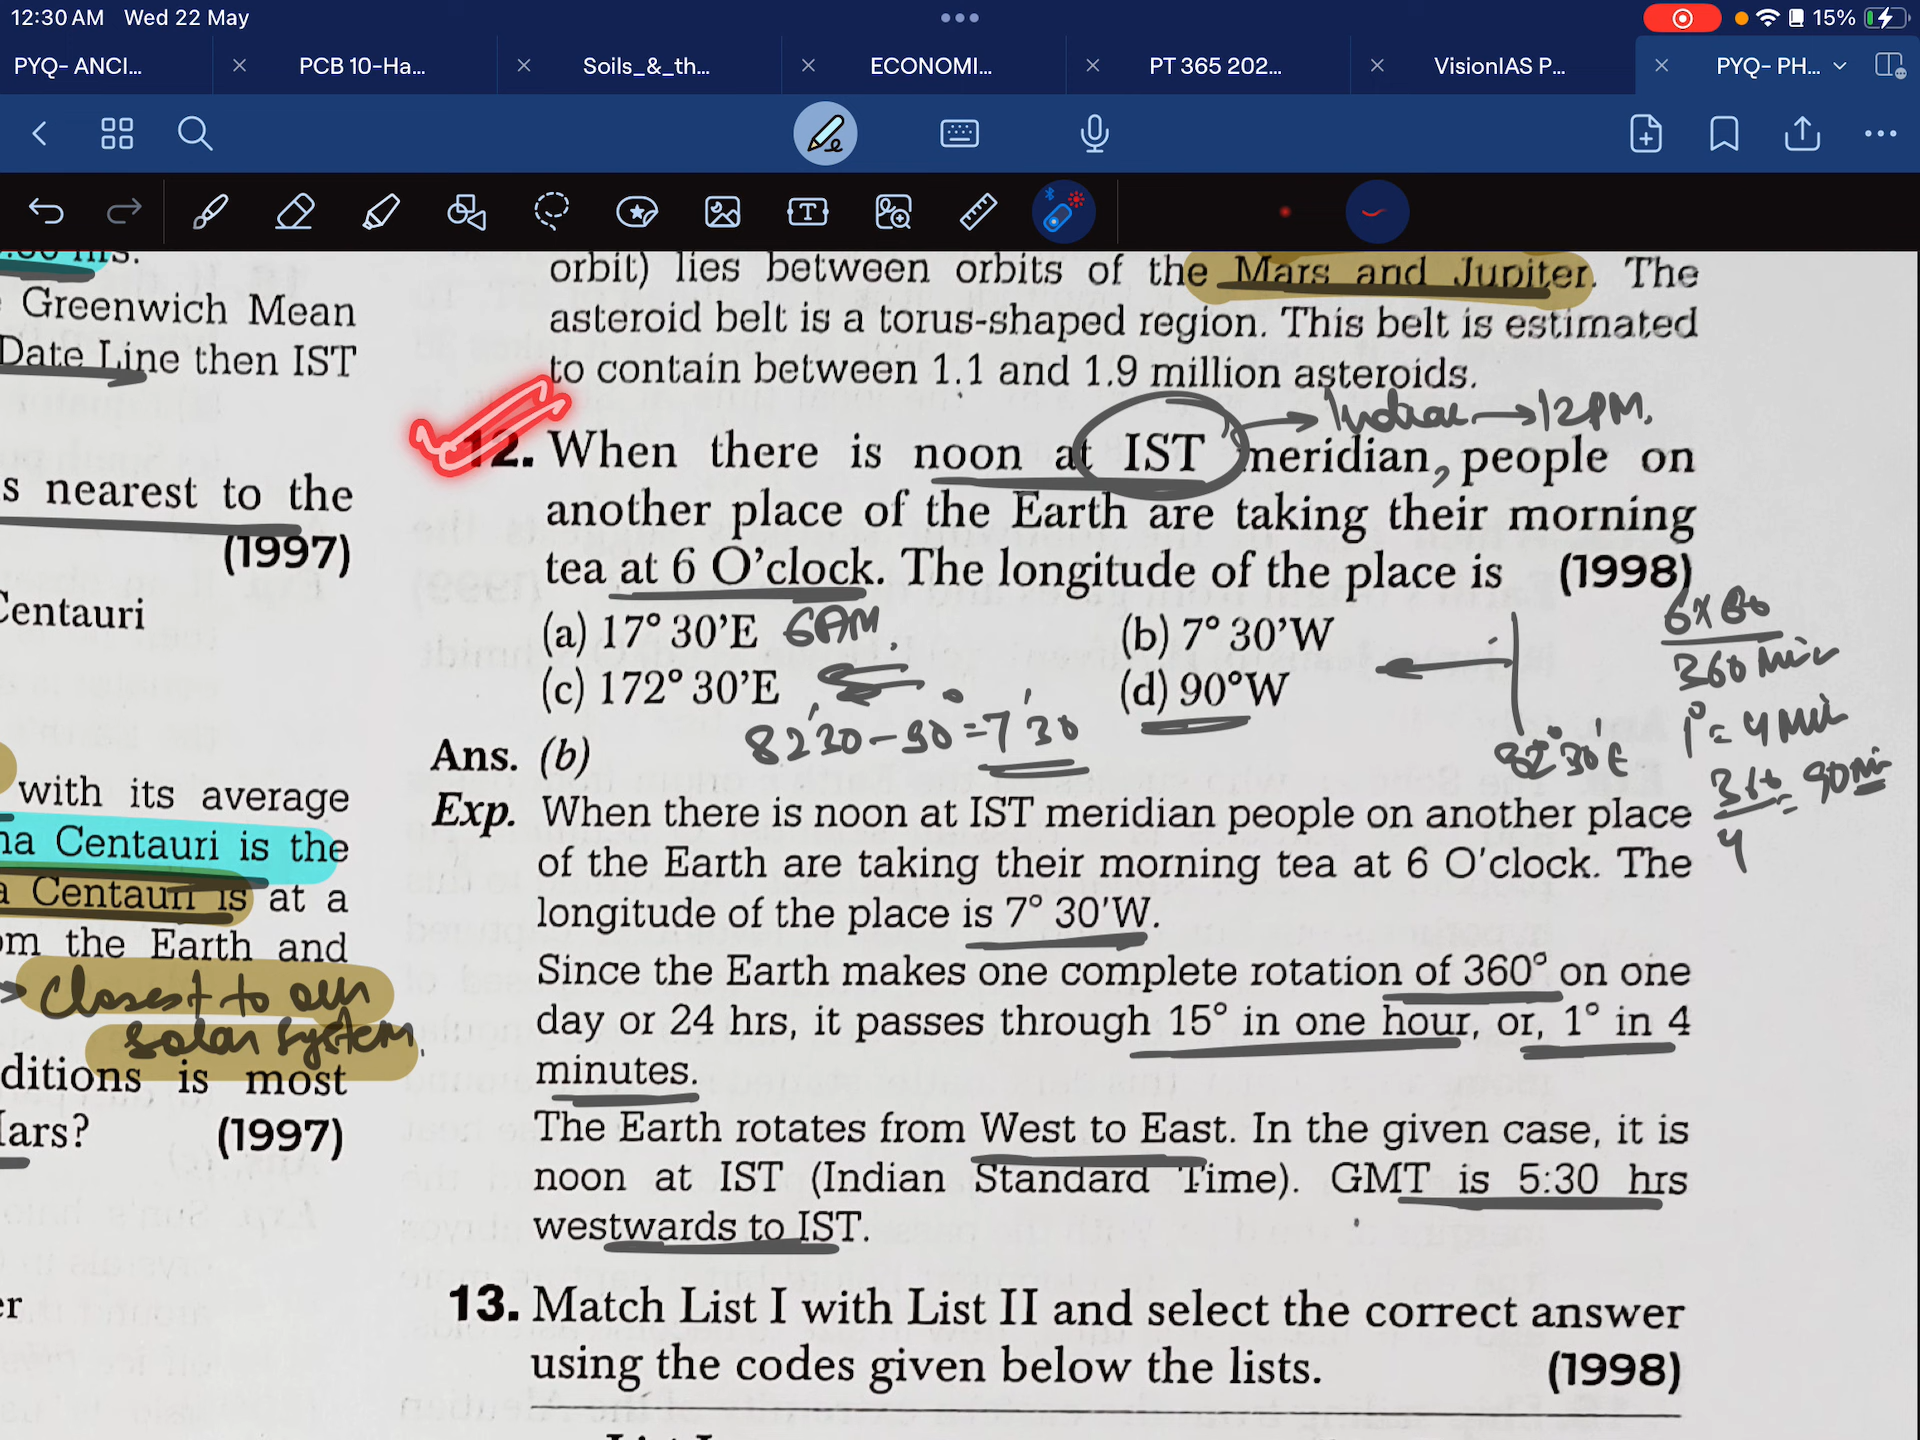 12:30 AM Wed 22 May
15%
PYQ- ANCI...
PCB 10-Ha...
Soils_&_th...
ECONOMI...
PT 365 202...
VisionIAS P...
PYQ- PH...
Greenwich Mean
Date Line then IST
s nearest to the
(1997)
Centauri
with its average
na Centauri is the
a Centauri is at a
om the Earth and
closest to our
solar system.
ditions is most
(1997)
orbit) lies between orbits of the Mars and Jupiter. The
asteroid belt is a torus-shaped region. This belt is estimated
to contain between 1.1 and 1.9 million asteroids.
Indian → 12 PM.
12. When there is noon at IST meridian, people on
another place of the Earth are taking their morning
tea at 6 O'clock. The longitude of the place is (1998)
(a) 17° 30'E 6AM (b) 7° 30'W
(c) 172° 30'E (d) 90°W
82°30' - 90° = 7°30'
82°30'E
6×60
360 min
1° = 4 min
360/4 = 90 min
Ans. (b)
Exp. When there is noon at IST meridian people on another place
of the Earth are taking their morning tea at 6 O'clock. The
longitude of the place is 7° 30'W.
Since the Earth makes one complete rotation of 360° on one
day or 24 hrs, it passes through 15° in one hour, or, 1° in 4
minutes.
The Earth rotates from West to East. In the given case, it is
noon at IST (Indian Standard Time). GMT is 5:30 hrs
westwards to IST.
13. Match List I with List II and select the correct answer
using the codes given below the lists. (1998)